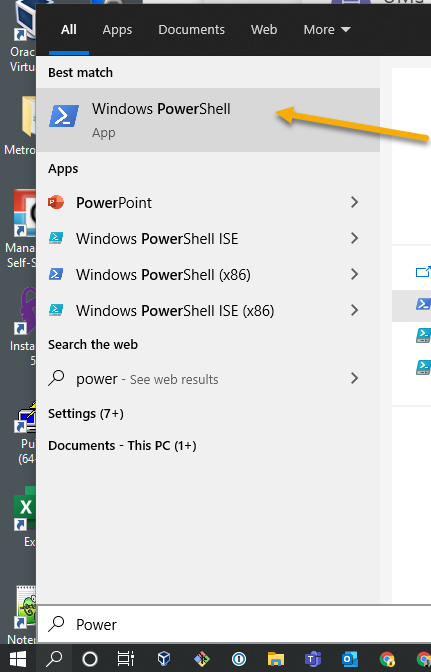 All Apps Documents Web More
Best match
Windows PowerShell
App
Apps
PowerPoint
Windows PowerShell ISE
Windows PowerShell (x86)
Windows PowerShell ISE (x86)
Search the web
power - See web results
Settings (7+)
Documents - This PC (1+)
Power
Orac
Virtu
Metro
Mana
Self-S
Insta
5
Pu
(64-
Ex
Note